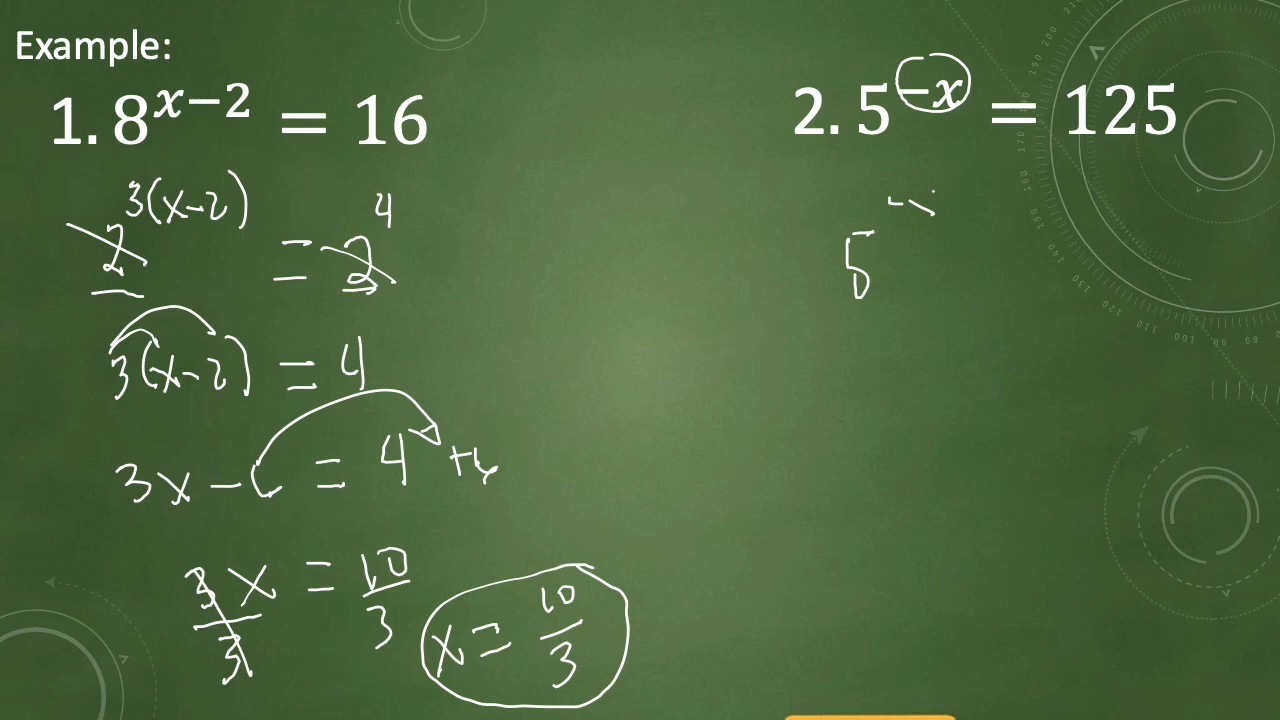 Example:
1. 8^{x-2} = 16
2^{3(x-2)} = 2^4
3(x-2) = 4
3x - 6 = 4 + 6
3x/3 = 10/3
x = 10/3
2. 5^{-x} = 125
5^-